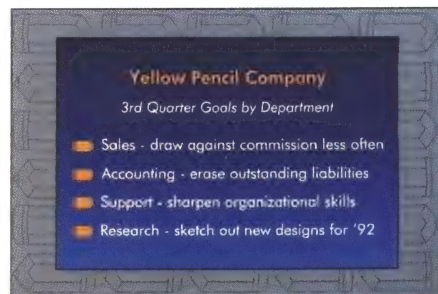 Yellow Pencil Company
3rd Quarter Goals by Department
Sales - draw against commission less often
Accounting - erase outstanding liabilities
Support - sharpen organizational skills
Research - sketch out new designs for '92